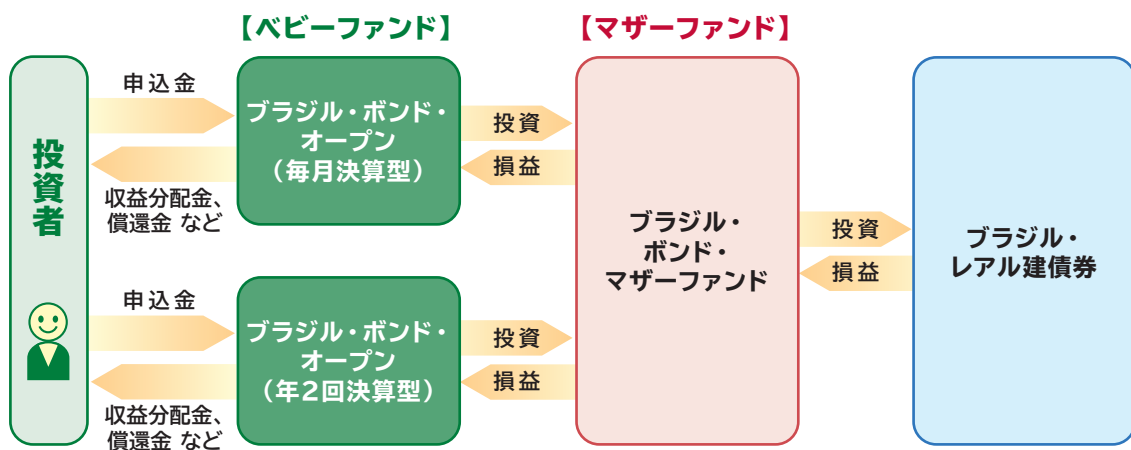 【ベビーファンド】
【マザーファンド】
投資者
申込金
収益分配金、
償還金 など
ブラジル・ボンド・
オープン
（毎月決算型）
投資
損益
申込金
収益分配金、
償還金 など
ブラジル・ボンド・
オープン
（年2回決算型）
投資
損益
ブラジル・
ボンド・
マザーファンド
投資
損益
ブラジル・
レアル建債券